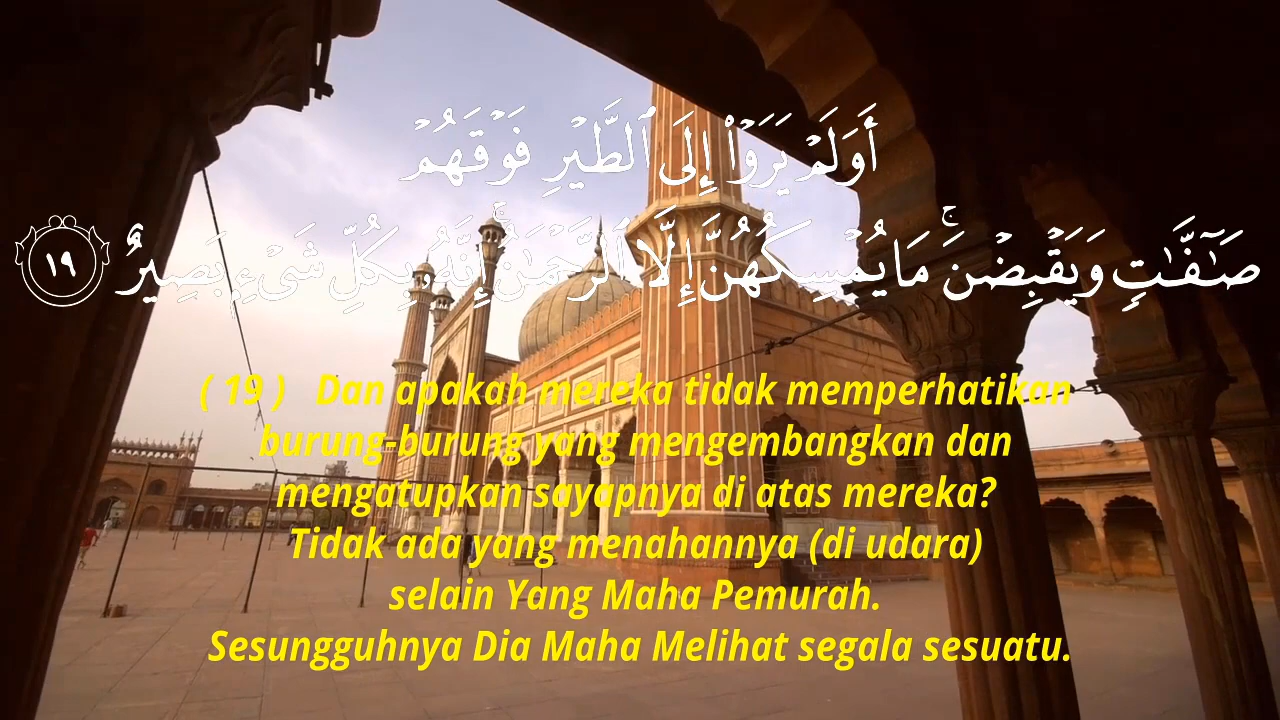 أَوَلَمْ يَرَوْا۟ إِلَى ٱلطَّيْرِ فَوْقَهُمْ
صَـٰٓفَّـٰتٍ وَيَقْبِضْنَ ۚ مَا يُمْسِكُهُنَّ إِلَّا ٱلرَّحْمَـٰنُ ۚ إِنَّهُۥ بِكُلِّ شَىْءٍۭ بَصِيرٌ ١٩
( 19 ) Dan apakah mereka tidak memperhatikan
burung-burung yang mengembangkan dan
mengatupkan sayapnya di atas mereka?
Tidak ada yang menahannya (di udara)
selain Yang Maha Pemurah.
Sesungguhnya Dia Maha Melihat segala sesuatu.